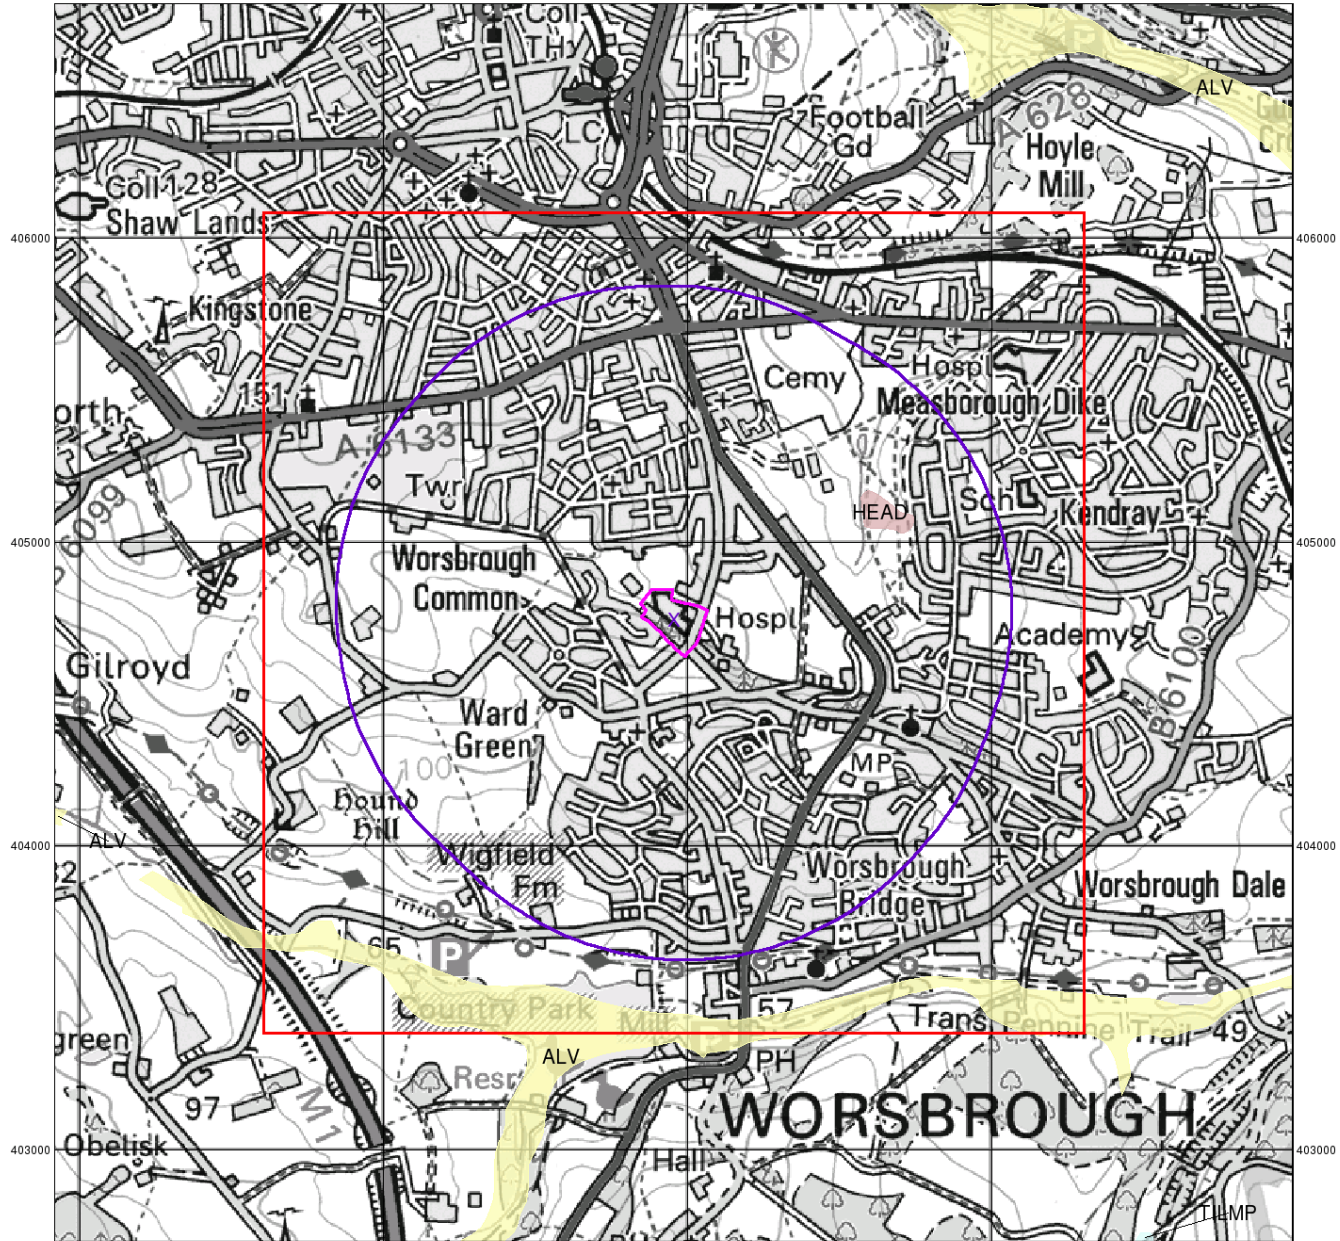 Coll
TH
LC
Football
Gd
A 628
ALV
Hoyle
Mill
Coll
128
Shaw Lands
406000
406000
Kingstone
Cemy
Hospl
151
Measborough Dike
orth
A 6133
Twr
6099
HEAD
Sch
Kendray
405000
405000
Worsbrough
Common
Hospl
Academy
Gilroyd
B 6100
Ward
Green
MP
100
Hound
Hill
ALV
404000
404000
Wigfield
Fm
Worsbrough
Bridge
Worsbrough Dale
65
P
Country Park
Mill
57
Trans Pennine Trail
49
green
ALV
PH
Resr
97
M1
WORSBROUGH
Obelisk
403000
403000
Hall
TILMP